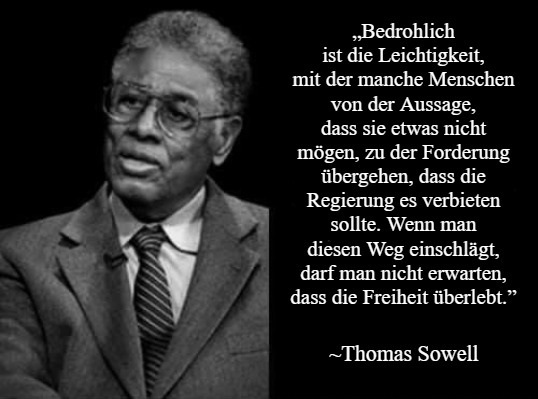 „Bedrohlich
ist die Leichtigkeit,
mit der manche Menschen
von der Aussage,
dass sie etwas nicht
mögen, zu der Forderung
übergehen, dass die
Regierung es verbieten
sollte. Wenn man
diesen Weg einschlägt,
darf man nicht erwarten,
dass die Freiheit überlebt.”
~Thomas Sowell